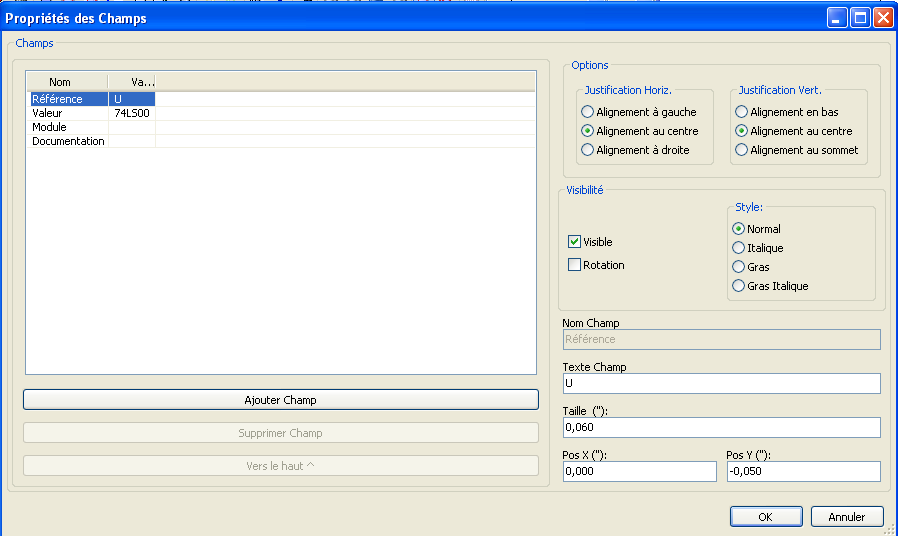 Propriétés des Champs
Champs
Nom Va...
Référence U
Valeur 74LS00
Module
Documentation
Ajouter Champ
Supprimer Champ
Vers le haut ^
Options
Justification Horiz.
Alignement à gauche
Alignement au centre
Alignement à droite
Justification Vert.
Alignement en bas
Alignement au centre
Alignement au sommet
Visibilité
Visible
Rotation
Style:
Normal
Italique
Gras
Gras Italique
Nom Champ
Référence
Texte Champ
U
Taille ("):
0,060
Pos X ("): Pos Y ("):
0,000 -0,050
OK Annuler